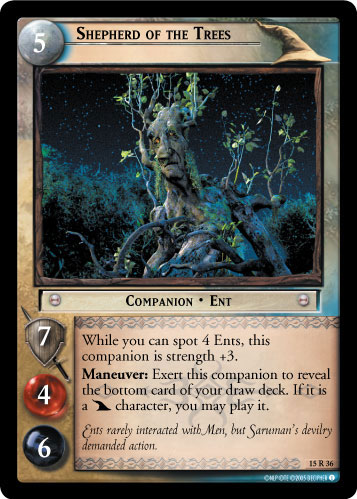 5
SHEPHERD OF THE TREES
COMPANION • ENT
7
While you can spot 4 Ents, this
companion is strength +3.
Maneuver: Exert this companion to reveal
4
the bottom card of your draw deck. If it is
a character, you may play it.
Ents rarely interacted with Men, but Saruman's devilry
6
demanded action.
15 R 36